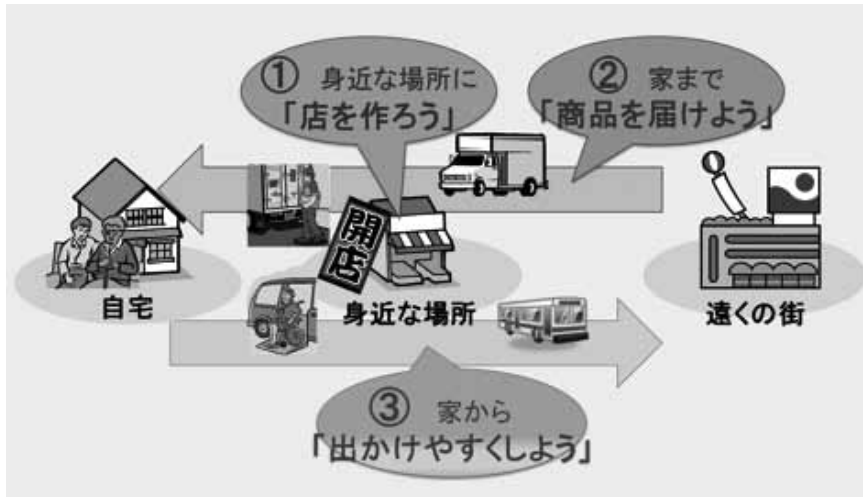 ① 身近な場所に
「店を作ろう」
② 家まで
「商品を届けよう」
開店
自宅
身近な場所
遠くの街
③ 家から
「出かけやすくしよう」